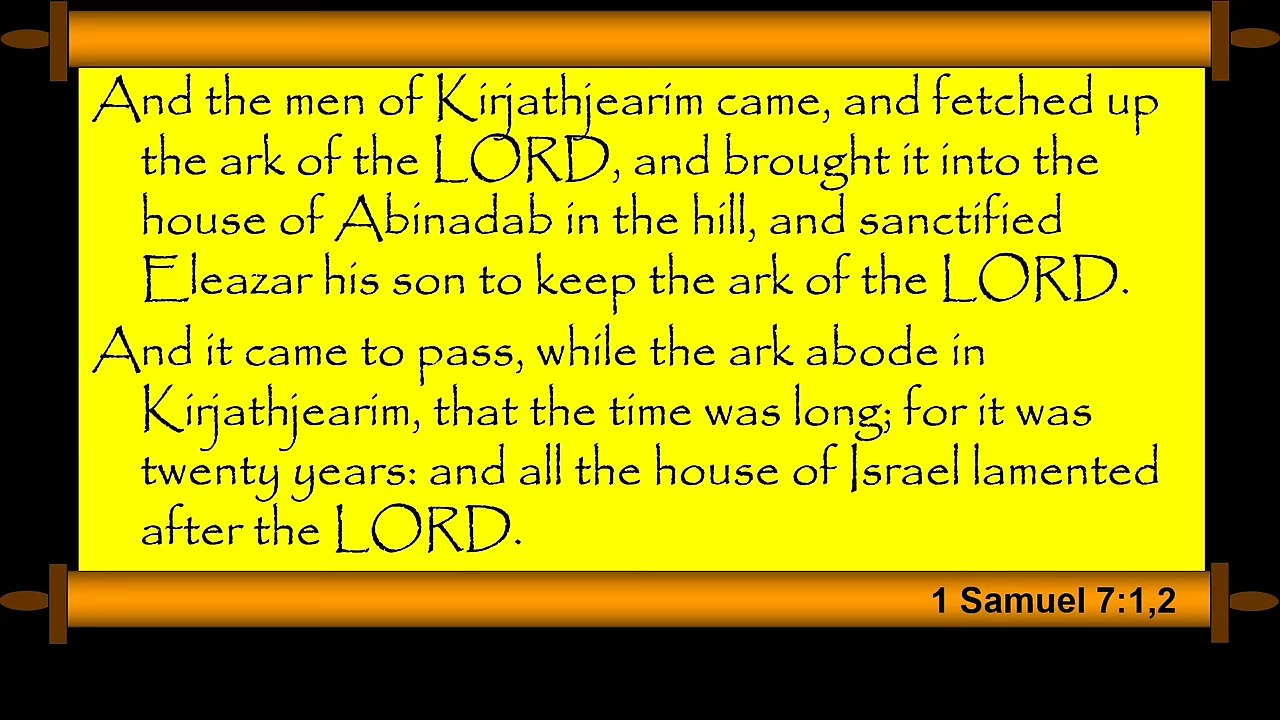 And the men of Kirjathjearim came, and fetched up
the ark of the LORD, and brought it into the
house of Abinadab in the hill, and sanctified
Eleazar his son to keep the ark of the LORD.
And it came to pass, while the ark abode in
Kirjathjearim, that the time was long; for it was
twenty years: and all the house of Israel lamented
after the LORD.
1 Samuel 7:1,2